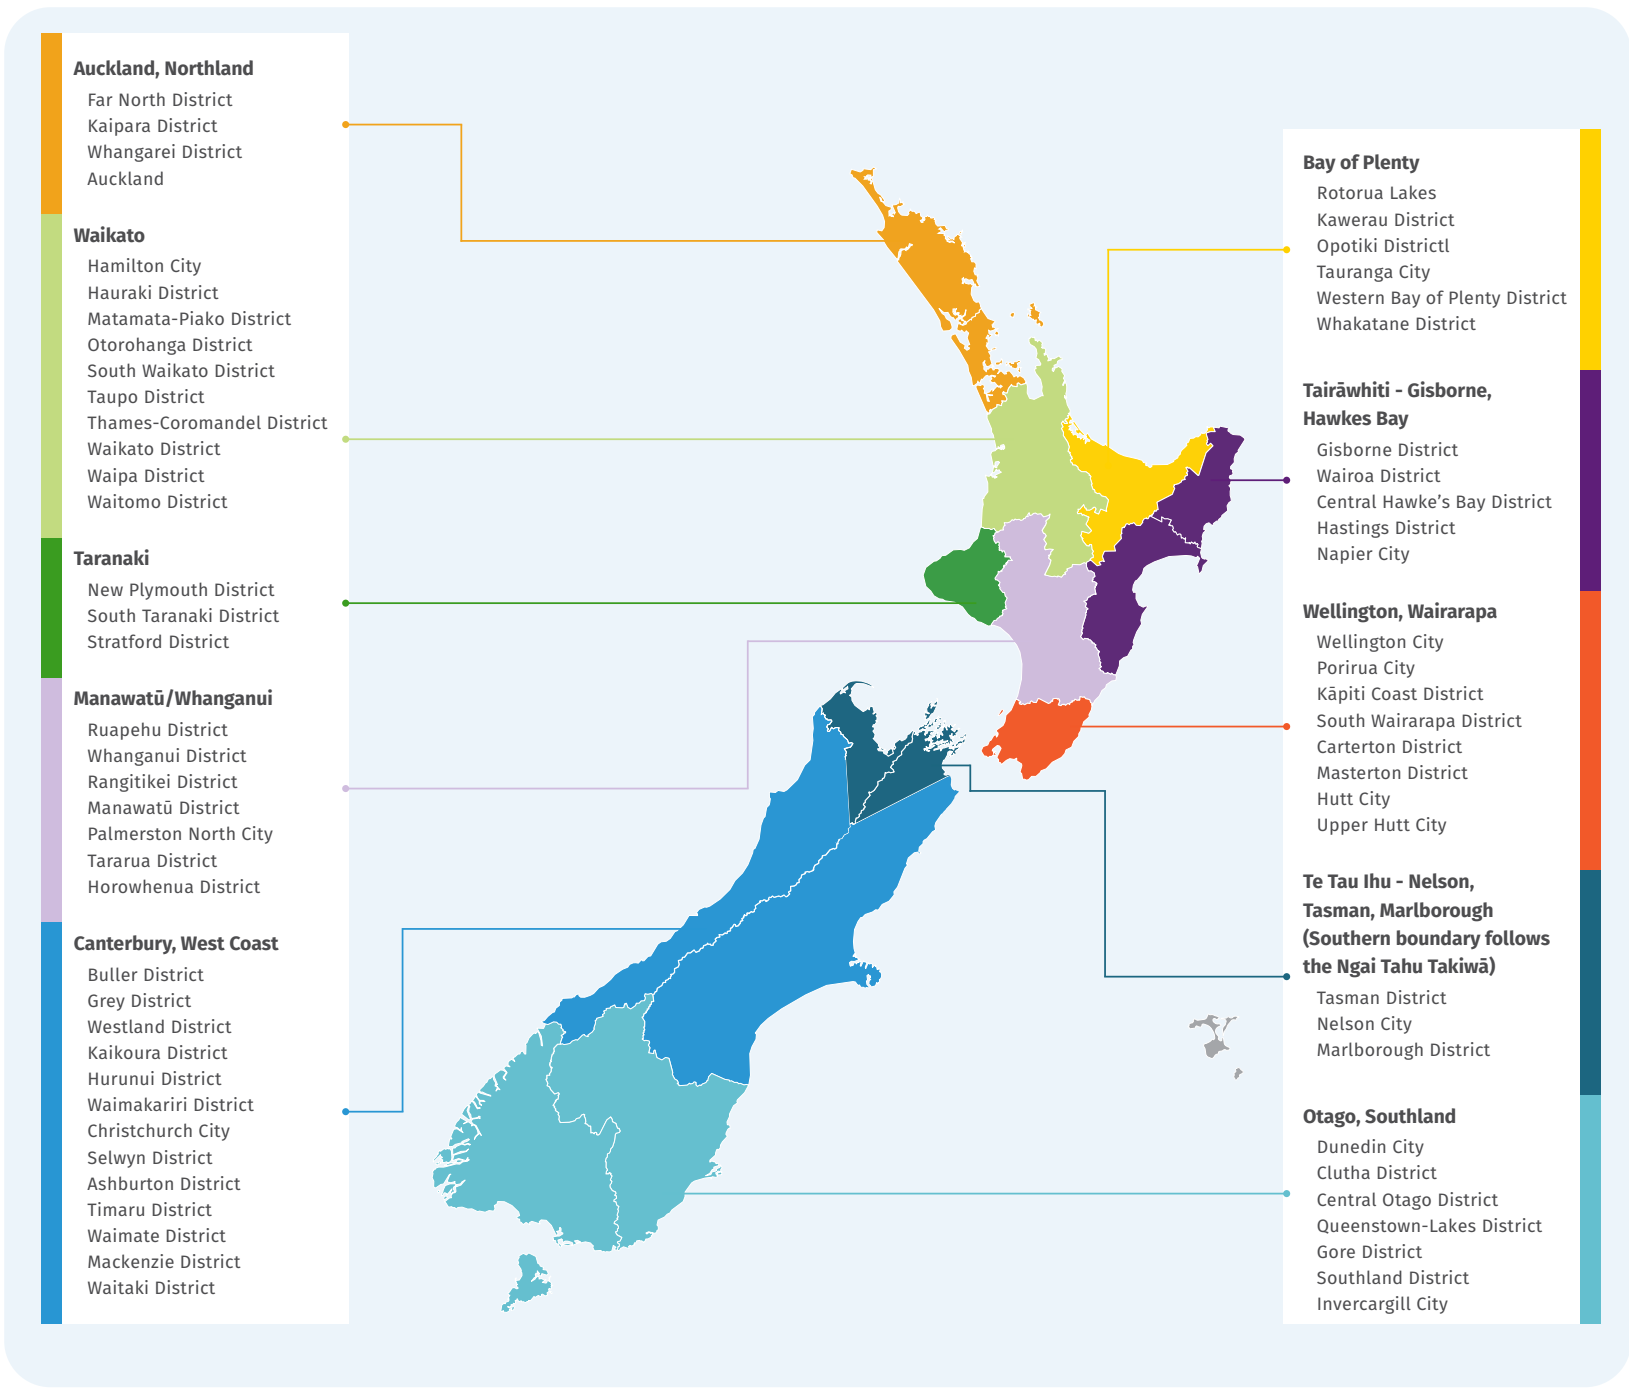 Auckland, Northland
Far North District
Kaipara District
Whangarei District
Auckland
Waikato
Hamilton City
Hauraki District
Matamata-Piako District
Otorohanga District
South Waikato District
Taupo District
Thames-Coromandel District
Waikato District
Waipa District
Waitomo District
Taranaki
New Plymouth District
South Taranaki District
Stratford District
Manawatū/Whanganui
Ruapehu District
Whanganui District
Rangitikei District
Manawatū District
Palmerston North City
Tararua District
Horowhenua District
Canterbury, West Coast
Buller District
Grey District
Westland District
Kaikoura District
Hurunui District
Waimakariri District
Christchurch City
Selwyn District
Ashburton District
Timaru District
Waimate District
Mackenzie District
Waitaki District
Bay of Plenty
Rotorua Lakes
Kawerau District
Opotiki Districtl
Tauranga City
Western Bay of Plenty District
Whakatane District
Tairāwhiti - Gisborne,
Hawkes Bay
Gisborne District
Wairoa District
Central Hawke's Bay District
Hastings District
Napier City
Wellington, Wairarapa
Wellington City
Porirua City
Kāpiti Coast District
South Wairarapa District
Carterton District
Masterton District
Hutt City
Upper Hutt City
Te Tau Ihu - Nelson,
Tasman, Marlborough
(Southern boundary follows
the Ngai Tahu Takiwā)
Tasman District
Nelson City
Marlborough District
Otago, Southland
Dunedin City
Clutha District
Central Otago District
Queenstown-Lakes District
Gore District
Southland District
Invercargill City